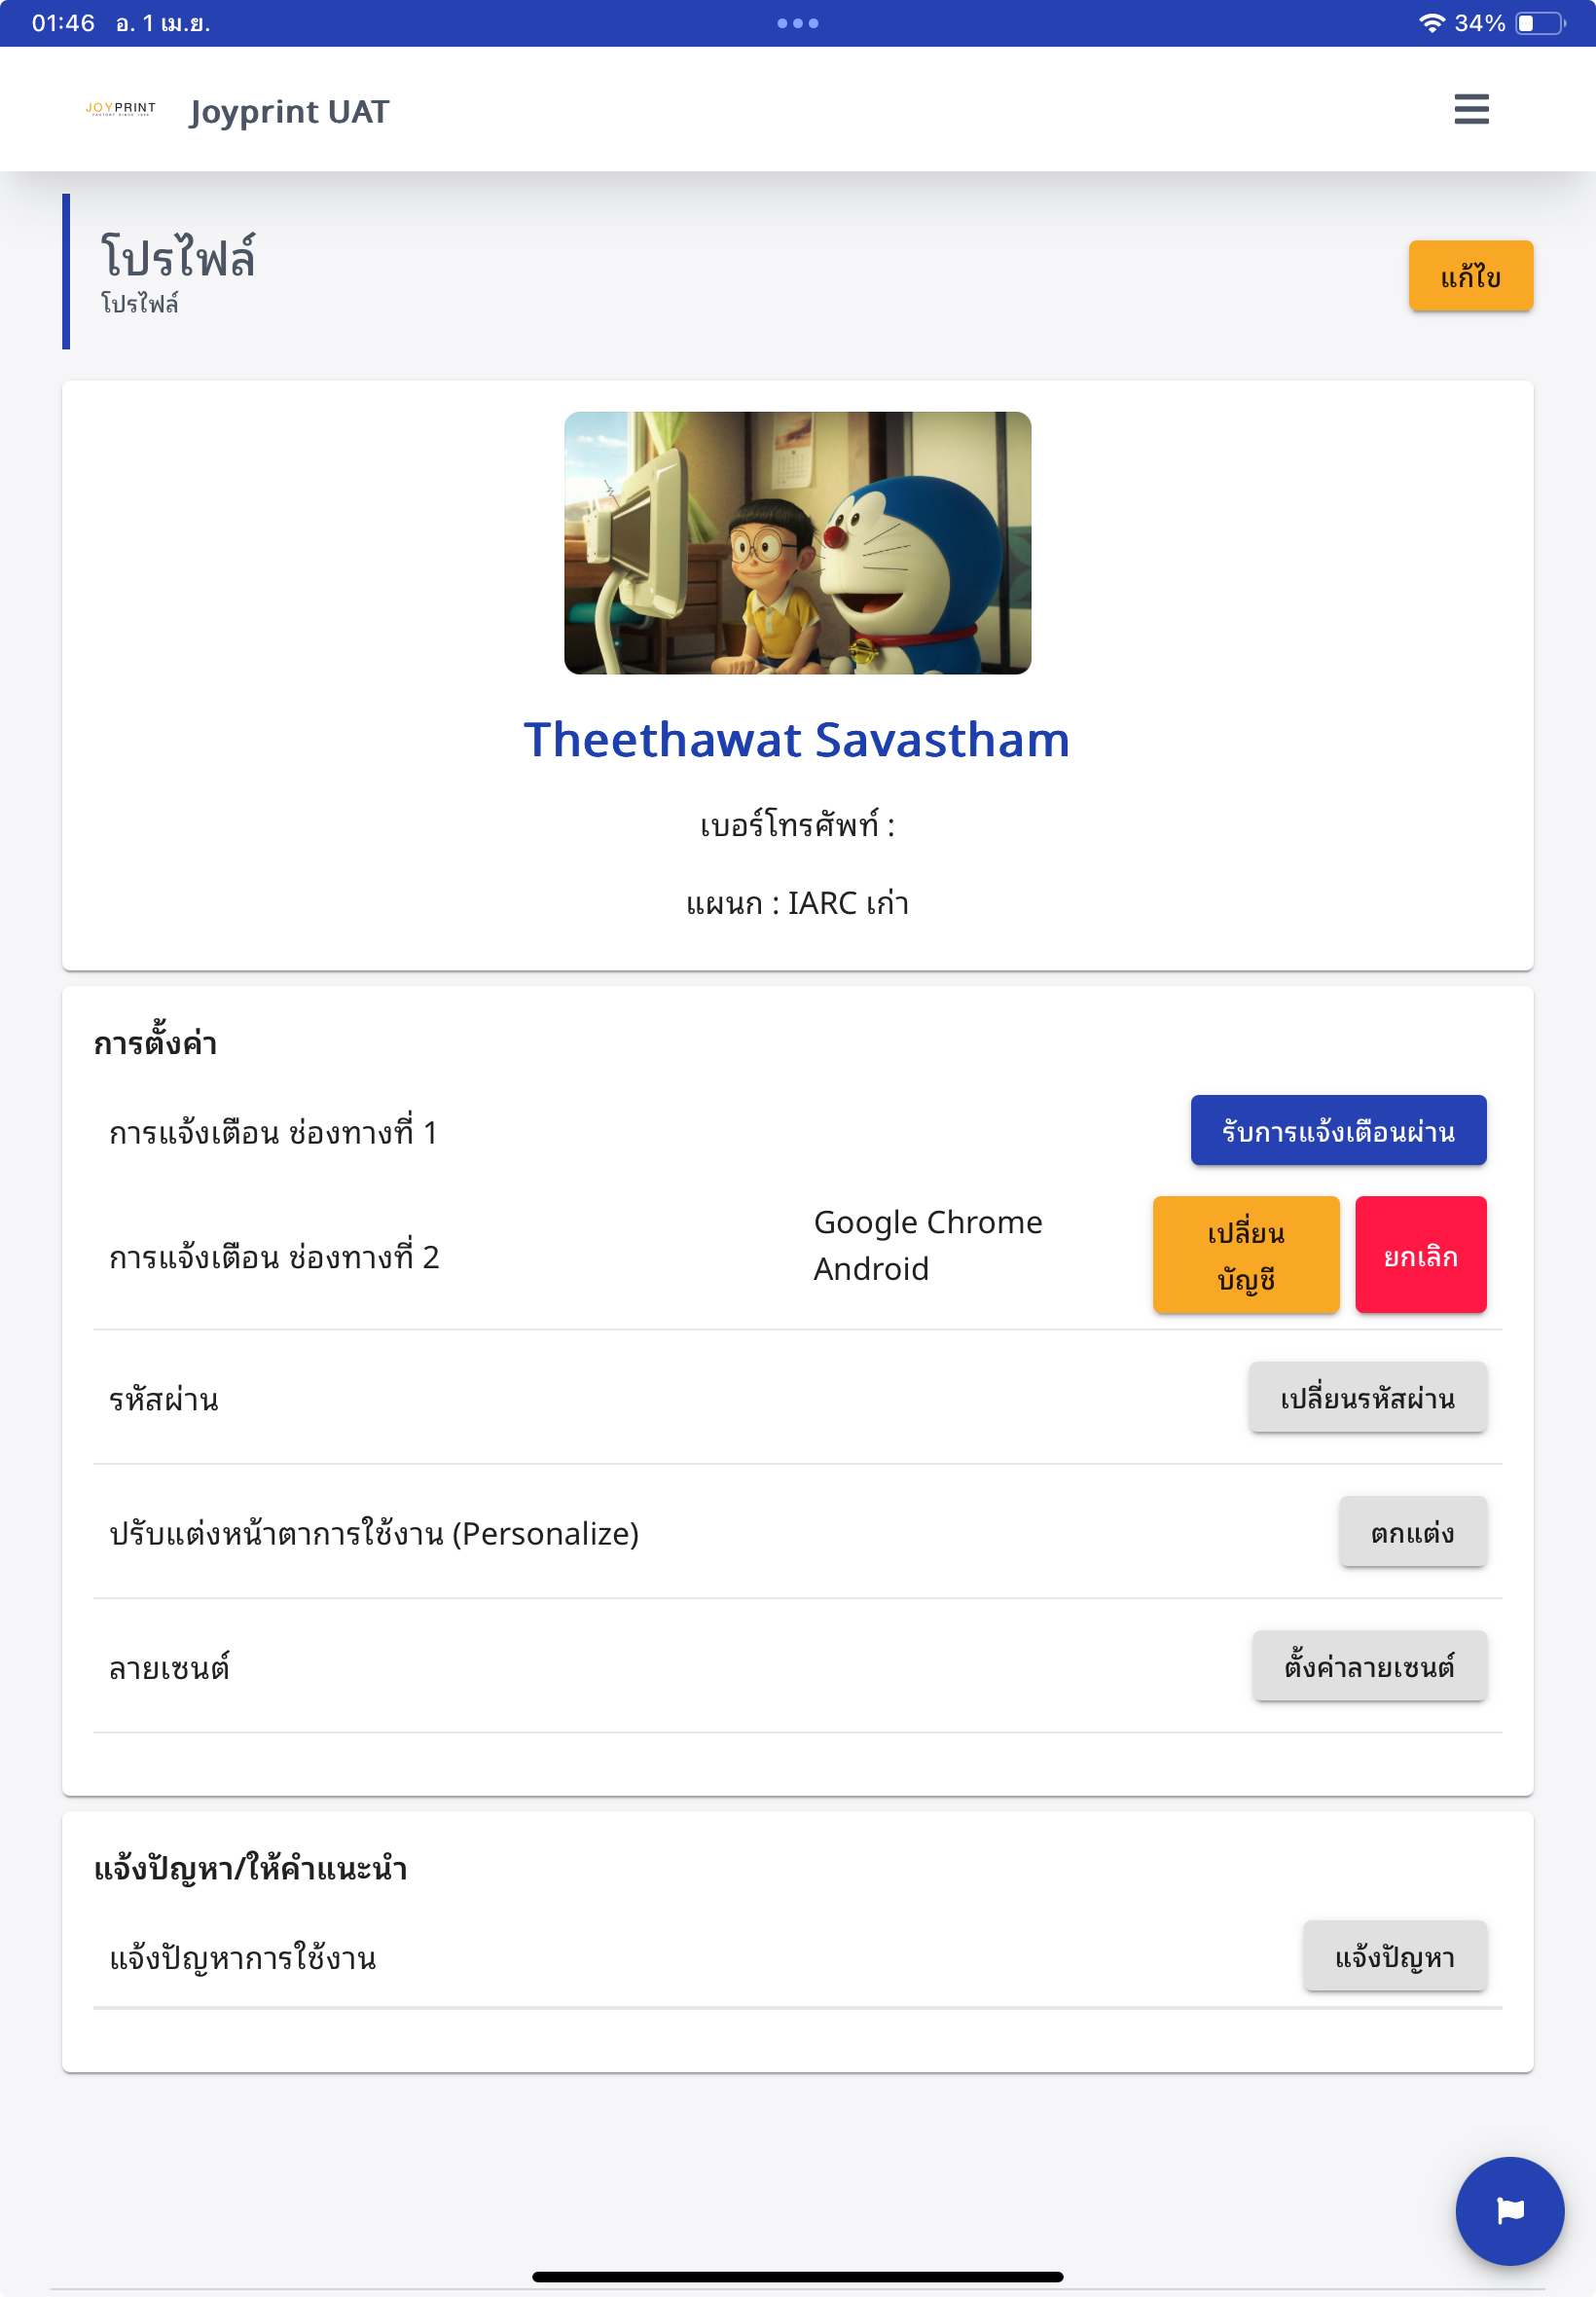 01:46 อ. 1 เม.ย.
34%
JOYPRINT
Joyprint UAT
โปรไฟล์
โปรไฟล์
แก้ไข
Theethawat Savastham
เบอร์โทรศัพท์ :
แผนก : IARC เก่า
การตั้งค่า
การแจ้งเตือน ช่องทางที่ 1
รับการแจ้งเตือนผ่าน
การแจ้งเตือน ช่องทางที่ 2
Google Chrome
Android
เปลี่ยน
บัญชี
ยกเลิก
รหัสผ่าน
เปลี่ยนรหัสผ่าน
ปรับแต่งหน้าตาการใช้งาน (Personalize)
ตกแต่ง
ลายเซนต์
ตั้งค่าลายเซนต์
แจ้งปัญหา/ให้คำแนะนำ
แจ้งปัญหาการใช้งาน
แจ้งปัญหา